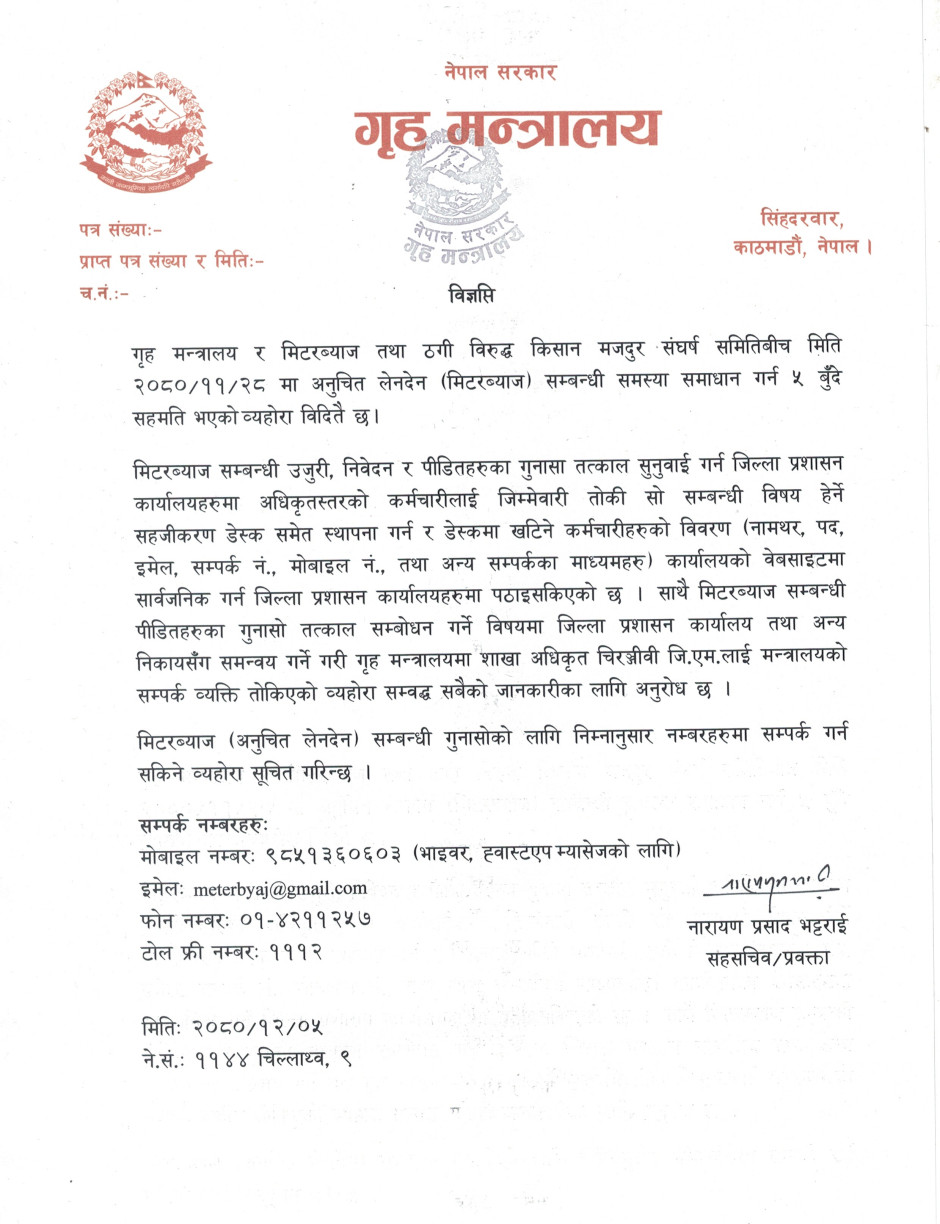 नेपाल सरकार
गृह मन्त्रालय
नेपाल सरकार
गृह मन्त्रालय
सिंहदरवार,
काठमाडौं, नेपाल ।
पत्र संख्याः-
प्राप्त पत्र संख्या र मितिः-
च.नं.:-
विज्ञप्ति
गृह मन्त्रालय र मिटरब्याज तथा ठगी विरुद्ध किसान मजदुर संघर्ष समितिबीच मिति
२०८०/११/२८ मा अनुचित लेनदेन (मिटरब्याज) सम्बन्धी समस्या समाधान गर्न ५ बुँदे
सहमति भएको व्यहोरा विदितै छ।
मिटरब्याज सम्बन्धी उजुरी, निवेदन र पीडितहरुका गुनासा तत्काल सुनुवाई गर्न जिल्ला प्रशासन
कार्यालयहरुमा अधिकृतस्तरको कर्मचारीलाई जिम्मेवारी तोकी सो सम्बन्धी विषय हेर्ने
सहजीकरण डेस्क समेत स्थापना गर्न र डेस्कमा खटिने कर्मचारीहरुको विवरण (नामथर, पद,
इमेल, सम्पर्क नं., मोबाइल नं., तथा अन्य सम्पर्कका माध्यमहरु) कार्यालयको वेबसाइटमा
सार्वजनिक गर्न जिल्ला प्रशासन कार्यालयहरुमा पठाइसकिएको छ । साथै मिटरब्याज सम्बन्धी
पीडितहरुका गुनासो तत्काल सम्बोधन गर्ने विषयमा जिल्ला प्रशासन कार्यालय तथा अन्य
निकायसँग समन्वय गर्ने गरी गृह मन्त्रालयमा शाखा अधिकृत चिरञ्जीवी जि.एम.लाई मन्त्रालयको
सम्पर्क व्यक्ति तोकिएको व्यहोरा सम्वद्ध सबैको जानकारीका लागि अनुरोध छ ।
मिटरब्याज (अनुचित लेनदेन) सम्बन्धी गुनासोको लागि निम्नानुसार नम्बरहरुमा सम्पर्क गर्न
सकिने व्यहोरा सूचित गरिन्छ ।
सम्पर्क नम्बरहरुः
मोबाइल नम्बरः ९८५१३६०६०३ (भाइवर, ह्वास्टएप म्यासेजको लागि)
इमेलः meterbyaj@gmail.com
फोन नम्बरः ०१-४२११२५७
टोल फ्री नम्बरः १११२
नारायण प्रसाद भट्टराई
सहसचिव/प्रवक्ता
मितिः २०८०/१२/०५
ने.सं.: ११४४ चिल्लाथ्व, ९